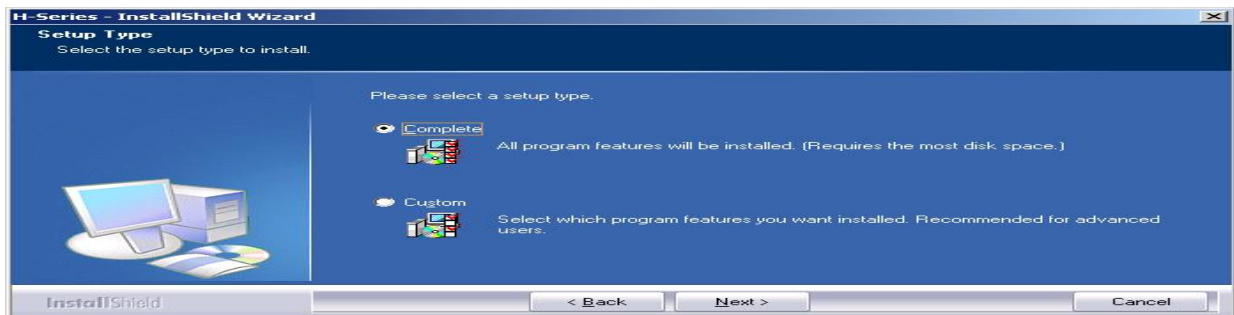 H-Series - InstallShield Wizard
Setup Type
Select the setup type to install.
Please select a setup type.
Complete
All program features will be installed. (Requires the most disk space.)
Custom
Select which program features you want installed. Recommended for advanced
users.
InstallShield
< Back
Next >
Cancel